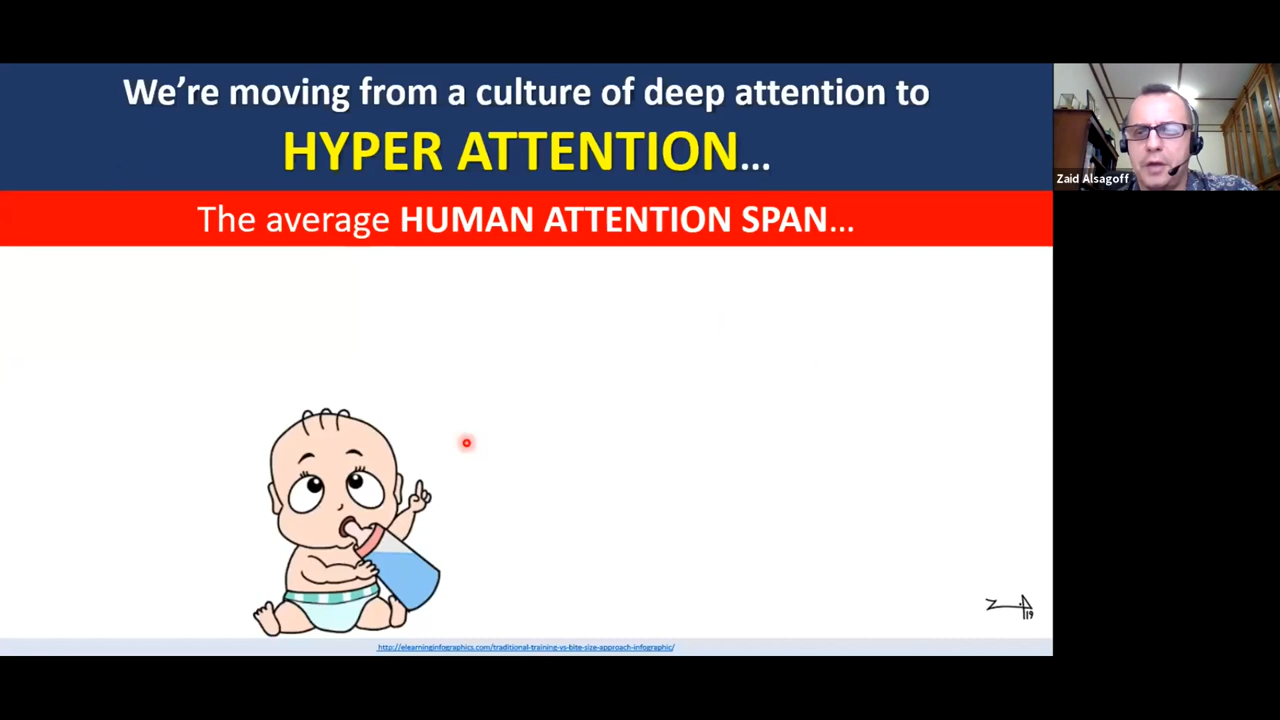 We're moving from a culture of deep attention to
HYPER ATTENTION...
The average HUMAN ATTENTION SPAN...
Zaid Alsagoff
http://elearninginfographics.com/traditional-training-vs-bite-size-approach-infographic/